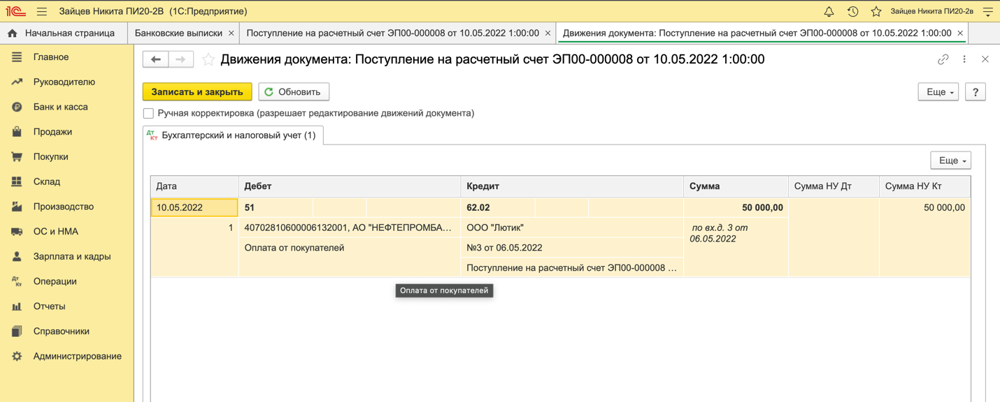 1С Зайцев Никита ПИ20-2В (1С:Предприятие) Зайцев Никита ПИ20-2в
Начальная страница Банковские выписки × Поступление на расчетный счет ЭП00-000008 от 10.05.2022 1:00:00 × Движения документа: Поступление на расчетный счет ЭП00-000008 от 10.05.2022 1:00:00 ×
Главное
Руководителю
Банк и касса
Продажи
Покупки
Склад
Производство
ОС и НМА
Зарплата и кадры
Операции
Отчеты
Справочники
Администрирование
Движения документа: Поступление на расчетный счет ЭП00-000008 от 10.05.2022 1:00:00
Записать и закрыть Обновить Еще ?
Ручная корректировка (разрешает редактирование движений документа)
Дт Кт Бухгалтерский и налоговый учет (1)
Еще
Дата Дебет Кредит Сумма Сумма НУ Дт Сумма НУ Кт
10.05.2022 51 62.02 50 000,00 50 000,00
1 40702810600006132001, АО "НЕФТЕПРОМБА... ООО "Лютик" по вх.д. 3 от
06.05.2022
Оплата от покупателей №3 от 06.05.2022
Поступление на расчетный счет ЭП00-000008 ...
Оплата от покупателей